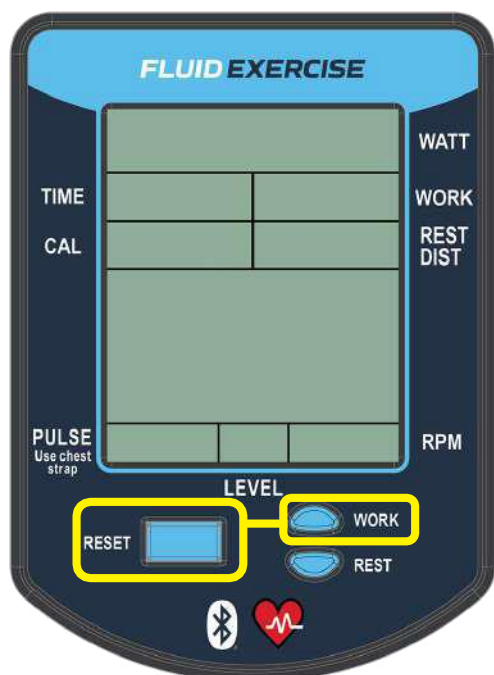 FLUID EXERCISE
WATT
TIME
WORK
CAL
REST
DIST
PULSE
Use chest
strap
RPM
LEVEL
RESET
WORK
REST